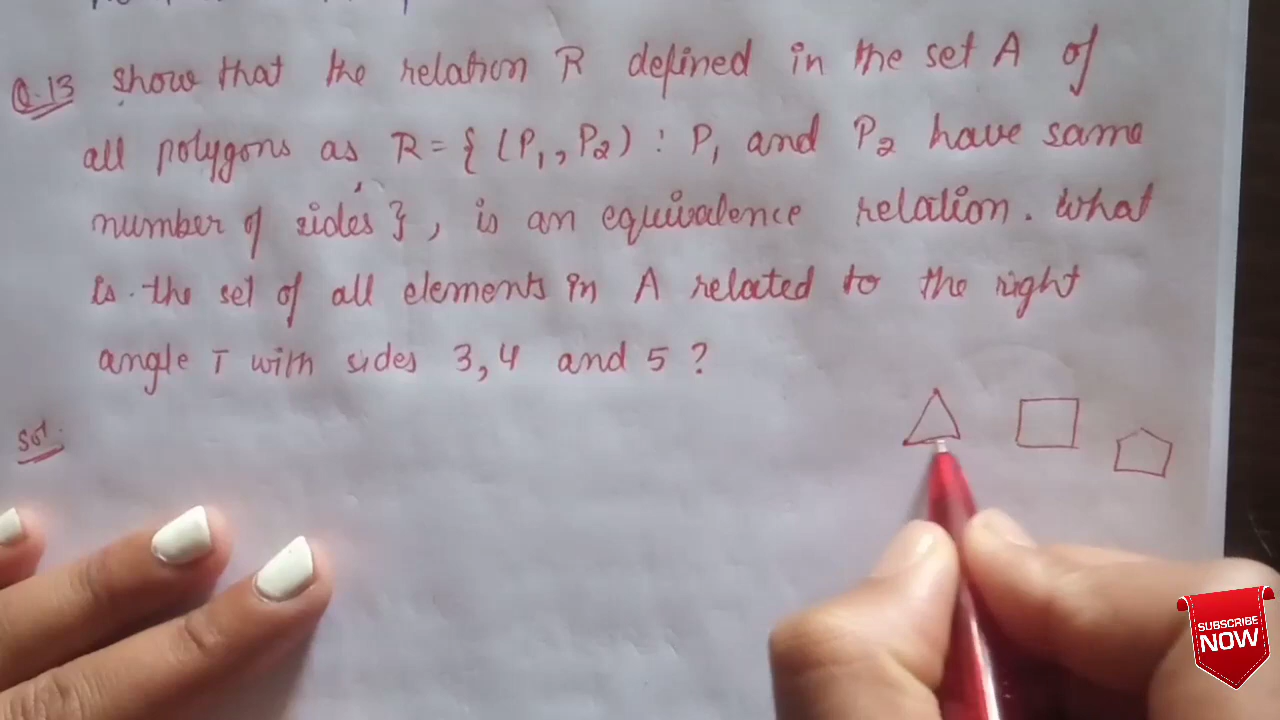 Q.13 show that the relation R defined in the set A of
all polygons as R = { (P1, P2) : P1 and P2 have same
number of sides }, is an equivalence relation. what
is the set of all elements in A related to the right
angle T with sides 3, 4 and 5 ?
Sol.
SUBSCRIBE
NOW